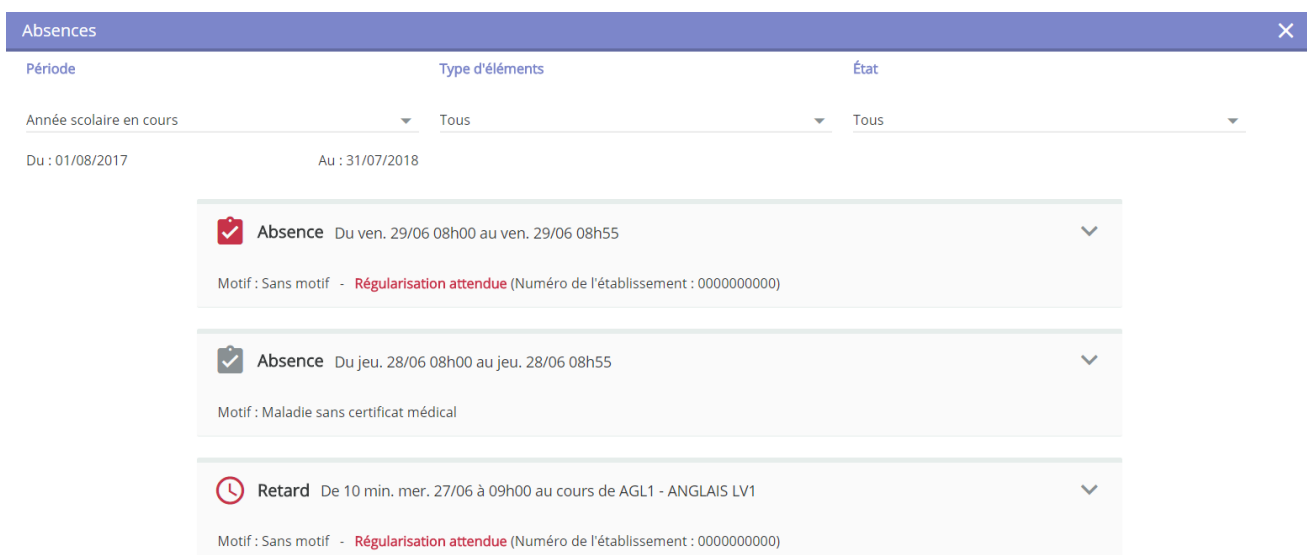 Absences
Période Type d'éléments État
Année scolaire en cours Tous Tous
Du : 01/08/2017 Au : 31/07/2018
Absence Du ven. 29/06 08h00 au ven. 29/06 08h55
Motif : Sans motif - Régularisation attendue (Numéro de l'établissement : 0000000000)
Absence Du jeu. 28/06 08h00 au jeu. 28/06 08h55
Motif : Maladie sans certificat médical
Retard De 10 min. mer. 27/06 à 09h00 au cours de AGL1 - ANGLAIS LV1
Motif : Sans motif - Régularisation attendue (Numéro de l'établissement : 0000000000)